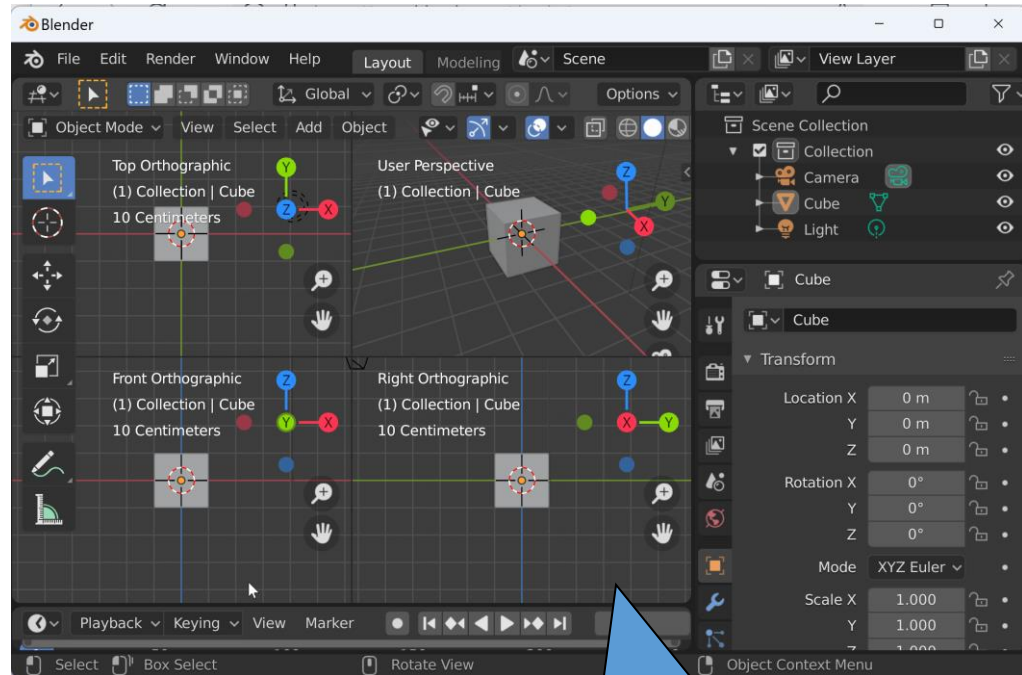 Blender
File Edit Render Window Help Layout Modeling Scene View Layer
Global Options
Object Mode View Select Add Object
Scene Collection
Collection
Camera
Cube
Light
Top Orthographic
(1) Collection | Cube
10 Centimeters
Y
Z
X
User Perspective
(1) Collection | Cube
Z
Y
X
Front Orthographic
(1) Collection | Cube
10 Centimeters
Z
Y
X
Right Orthographic
(1) Collection | Cube
10 Centimeters
Z
X
Y
Cube
Cube
Transform
Location X 0 m
Y 0 m
Z 0 m
Rotation X 0°
Y 0°
Z 0°
Mode XYZ Euler
Scale X 1.000
Y 1.000
Playback Keying View Marker
Select Box Select Rotate View Object Context Menu